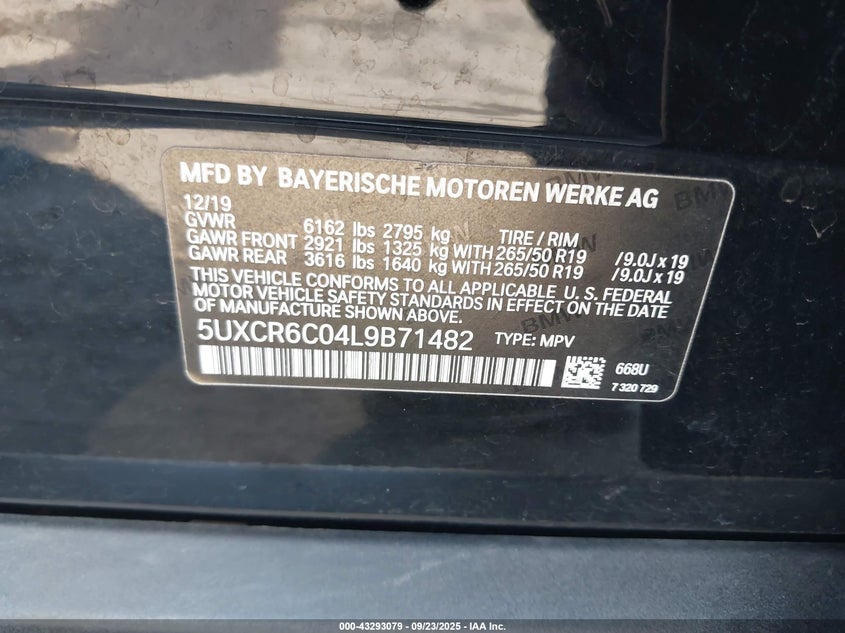 MFD BY BAYERISCHE MOTOREN WERKE AG
12/19
GVWR 6162 lbs 2795 kg TIRE / RIM
GAWR FRONT 2921 lbs 1325 kg WITH 265/50 R19 /9.0J x 19
GAWR REAR 3616 lbs 1640 kg WITH 265/50 R19 /9.0J x 19
THIS VEHICLE CONFORMS TO ALL APPLICABLE U. S. FEDERAL
MOTOR VEHICLE SAFETY STANDARDS IN EFFECT ON THE DATE
OF MANUFACTURE SHOWN ABOVE.
5UXCR6C04L9B71482 TYPE: MPV
668U
7 320 729
000-43293079 - 09/23/2025 - IAA Inc.